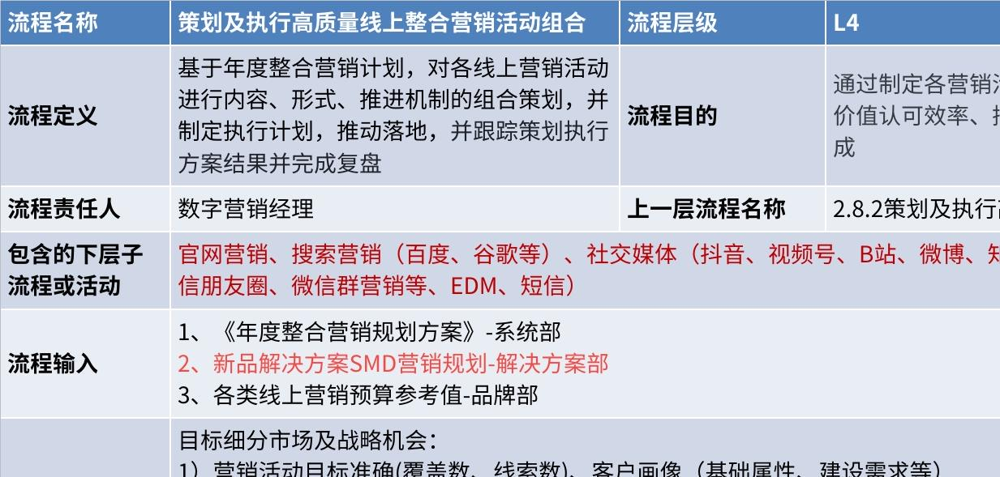 流程名称
策划及执行高质量线上整合营销活动组合
流程层级
L4
流程定义
基于年度整合营销计划，对各线上营销活动
进行内容、形式、推进机制的组合策划，并
制定执行计划，推动落地，并跟踪策划执行
方案结果并完成复盘
流程目的
通过制定各营销
价值认可效率、
成
流程责任人
数字营销经理
上一层流程名称
2.8.2策划及执行
包含的下层子
流程或活动
官网营销、搜索营销（百度、谷歌等）、社交媒体（抖音、视频号、B站、微博、
信朋友圈、微信群营销等、EDM、短信）
流程输入
1、《年度整合营销规划方案》-系统部
2、新品解决方案SMD营销规划-解决方案部
3、各类线上营销预算参考值-品牌部
目标细分市场及战略机会：
1）营销活动目标准确(覆盖数、线索数)、客户画像（基础属性、建设需求等）